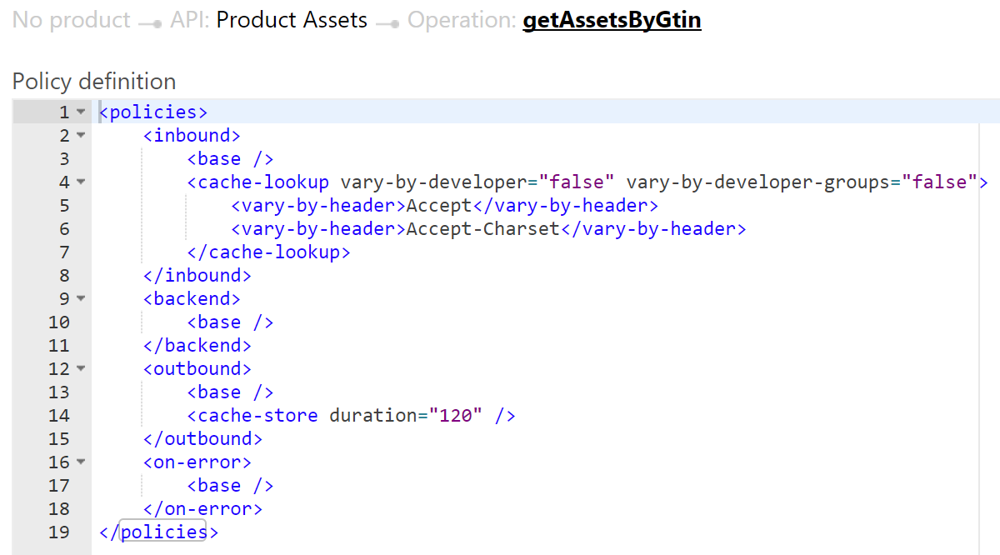 No product API: Product Assets Operation: getAssetsByGtin
Policy definition
1 <policies>
2 <inbound>
3 <base />
4 <cache-lookup vary-by-developer="false" vary-by-developer-groups="false">
5 <vary-by-header>Accept</vary-by-header>
6 <vary-by-header>Accept-Charset</vary-by-header>
7 </cache-lookup>
8 </inbound>
9 <backend>
10 <base />
11 </backend>
12 <outbound>
13 <base />
14 <cache-store duration="120" />
15 </outbound>
16 <on-error>
17 <base />
18 </on-error>
19 </policies>